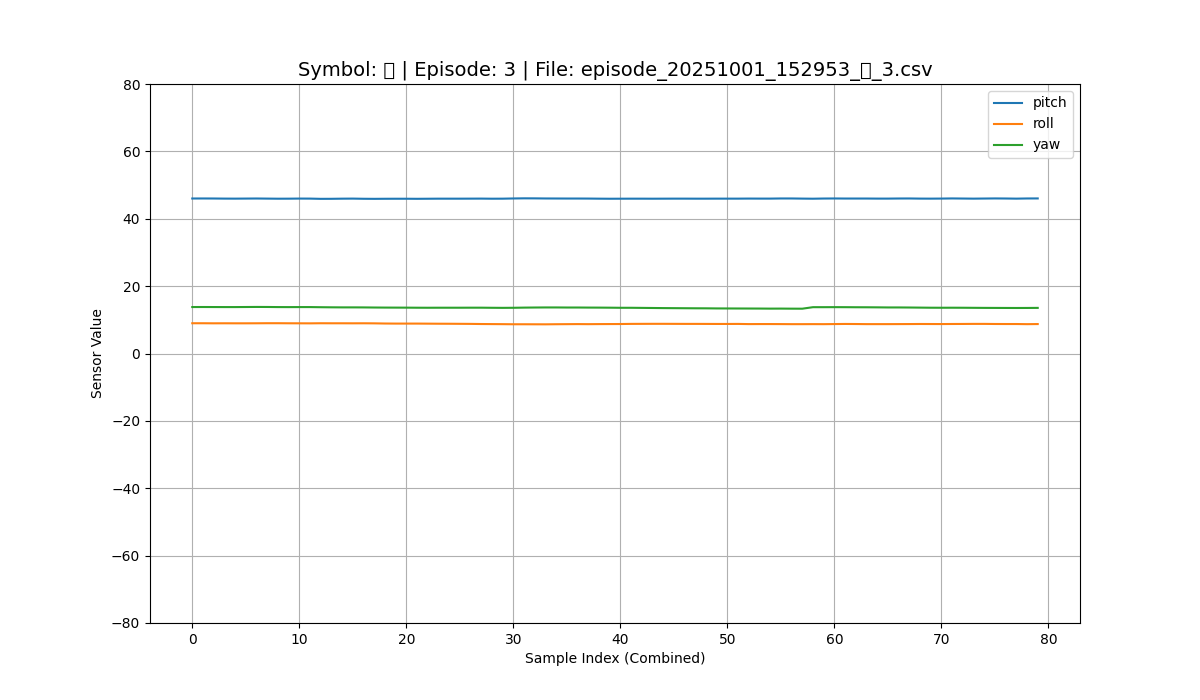 Symbol: ▯ | Episode: 3 | File: episode_20251001_152953_▯_3.csv
pitch
roll
yaw
Sensor Value
80
60
40
20
0
−20
−40
−60
−80
0 10 20 30 40 50 60 70 80
Sample Index (Combined)